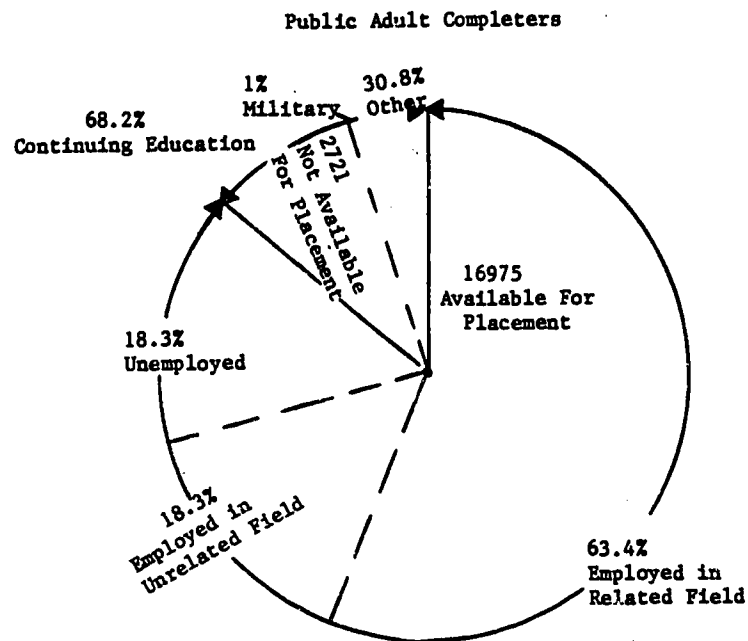 Public Adult Completers
1%
Military
30.8%
Other
68.2%
Continuing Education
2721
Not Available
For Placement
16975
Available For
Placement
18.3%
Unemployed
18.3%
Employed in
Unrelated Field
63.4%
Employed in
Related Field